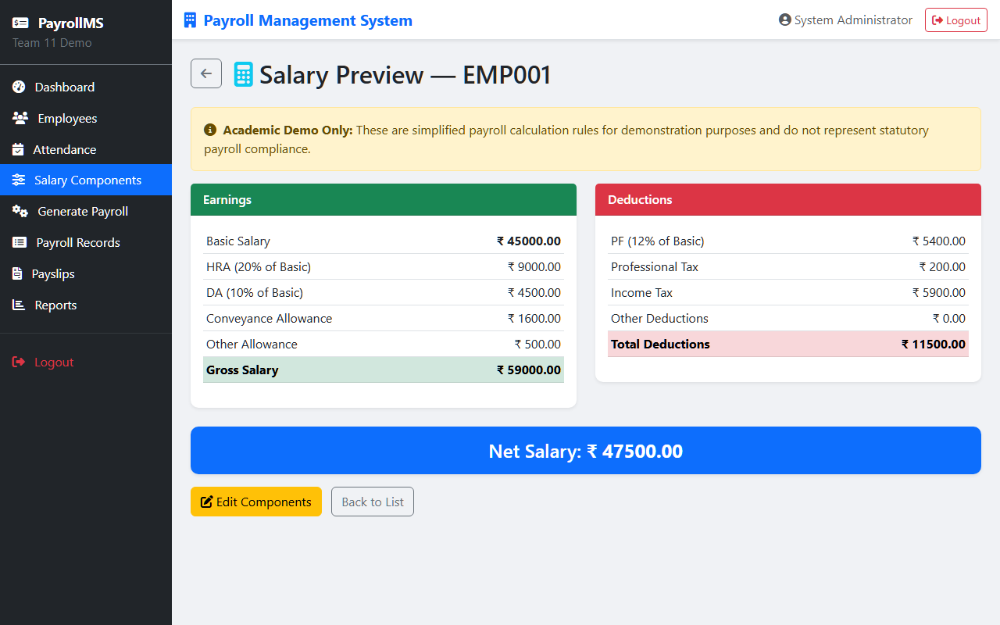 PayrollMS
Team 11 Demo
Dashboard
Employees
Attendance
Salary Components
Generate Payroll
Payroll Records
Payslips
Reports
Logout
Payroll Management System
System Administrator
Logout
Salary Preview — EMP001
Academic Demo Only: These are simplified payroll calculation rules for demonstration purposes and do not represent statutory
payroll compliance.
Earnings
Basic Salary ₹ 45000.00
HRA (20% of Basic) ₹ 9000.00
DA (10% of Basic) ₹ 4500.00
Conveyance Allowance ₹ 1600.00
Other Allowance ₹ 500.00
Gross Salary ₹ 59000.00
Deductions
PF (12% of Basic) ₹ 5400.00
Professional Tax ₹ 200.00
Income Tax ₹ 5900.00
Other Deductions ₹ 0.00
Total Deductions ₹ 11500.00
Net Salary: ₹ 47500.00
Edit Components
Back to List